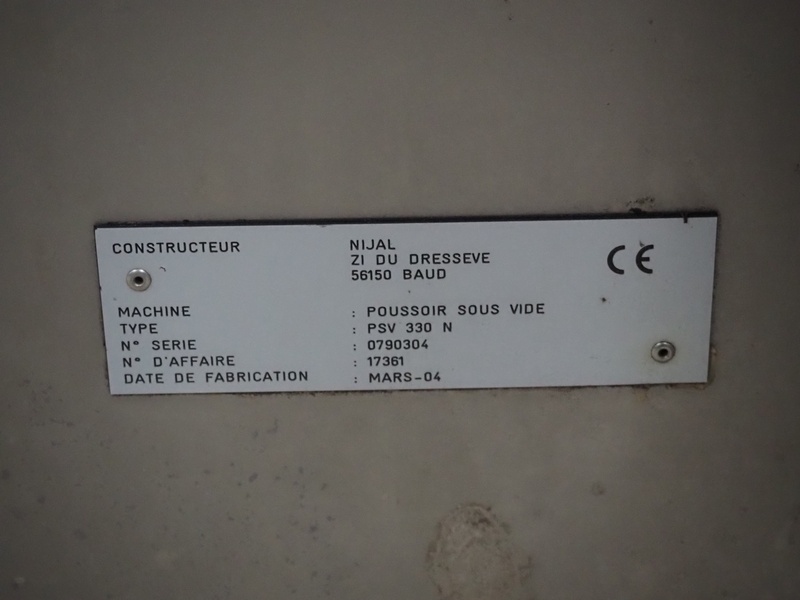 CONSTRUCTEUR NIJAL
ZI DU DRESSEVE
56150 BAUD
CE
MACHINE : POUSSOIR SOUS VIDE
TYPE : PSV 330 N
N° SERIE : 0790304
N° D'AFFAIRE : 17361
DATE DE FABRICATION : MARS-04